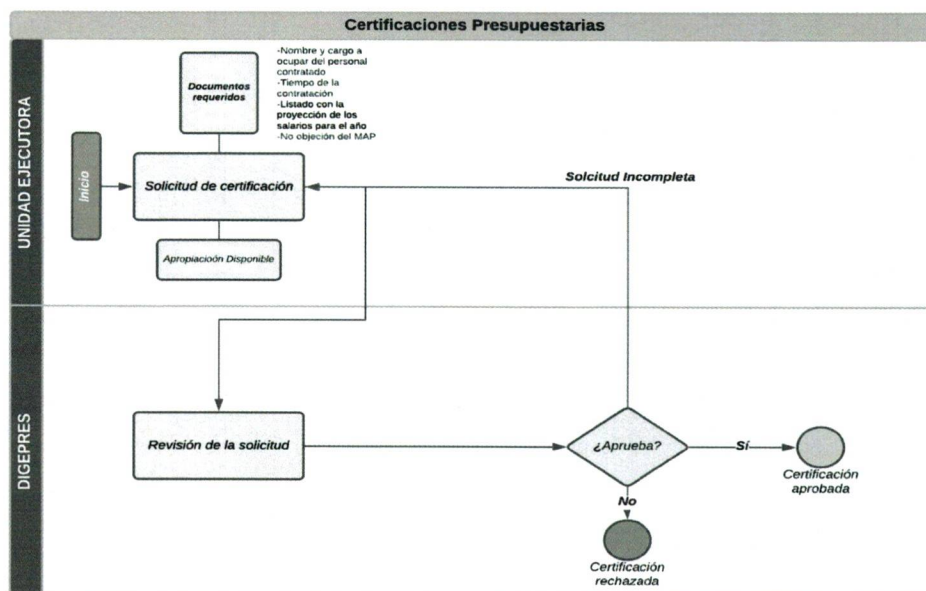 Certificaciones Presupuestarias
UNIDAD EJECUTORA
Documentos
requeridos
-Nombre y cargo a
ocupar del personal
contratado
-Tiempo de la
contratación
-Listado con la
proyección de los
salarios para el año
-No objeción del MAP
Inicio
Solicitud de certificación
Solcitud Incompleta
Apropiacioón Disponible
DIGEPRES
Revisión de la solicitud
¿Aprueba?
Sí
Certificación
aprobada
No
Certificación
rechazada